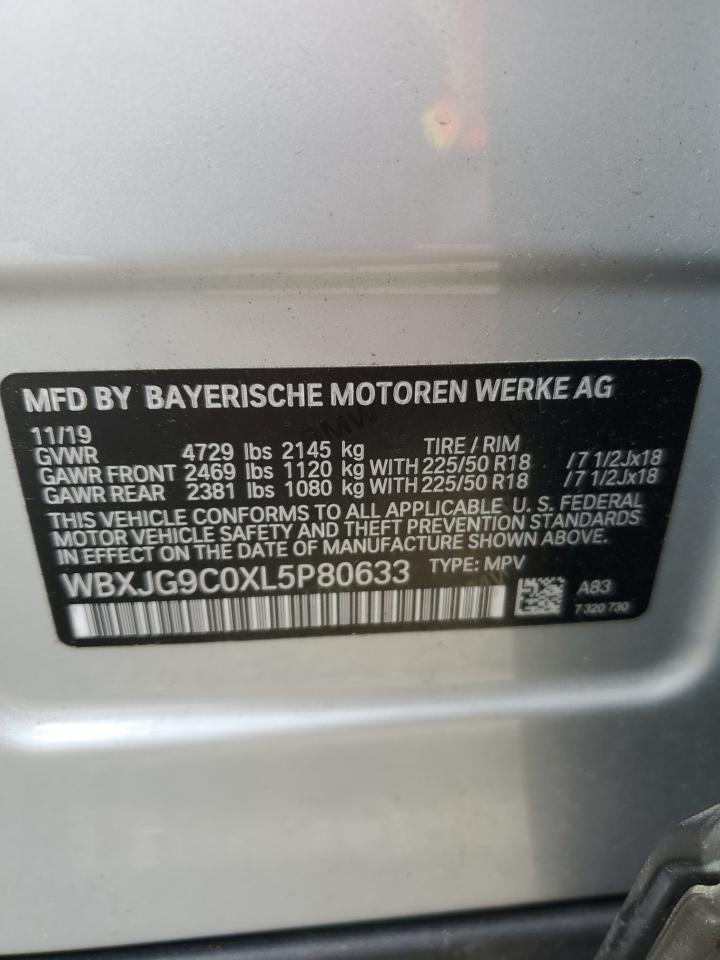 MFD BY BAYERISCHE MOTOREN WERKE AG
11/19
GVWR 4729 lbs 2145 kg TIRE / RIM
GAWR FRONT 2469 lbs 1120 kg WITH 225/50 R18 /7 1/2Jx18
GAWR REAR 2381 lbs 1080 kg WITH 225/50 R18 /7 1/2Jx18
THIS VEHICLE CONFORMS TO ALL APPLICABLE U. S. FEDERAL
MOTOR VEHICLE SAFETY AND THEFT PREVENTION STANDARDS
IN EFFECT ON THE DATE OF MANUFACTURE SHOWN ABOVE.
WBXJG9C0XL5P80633 TYPE: MPV
A83
7 320 730